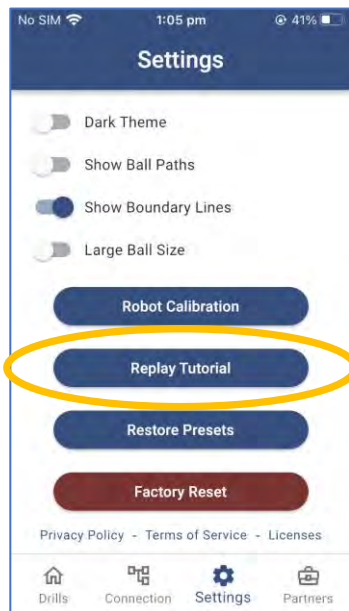 No SIM 1:05 pm 41%
Settings
Dark Theme
Show Ball Paths
Show Boundary Lines
Large Ball Size
Robot Calibration
Replay Tutorial
Restore Presets
Factory Reset
Privacy Policy - Terms of Service - Licenses
Drills Connection Settings Partners